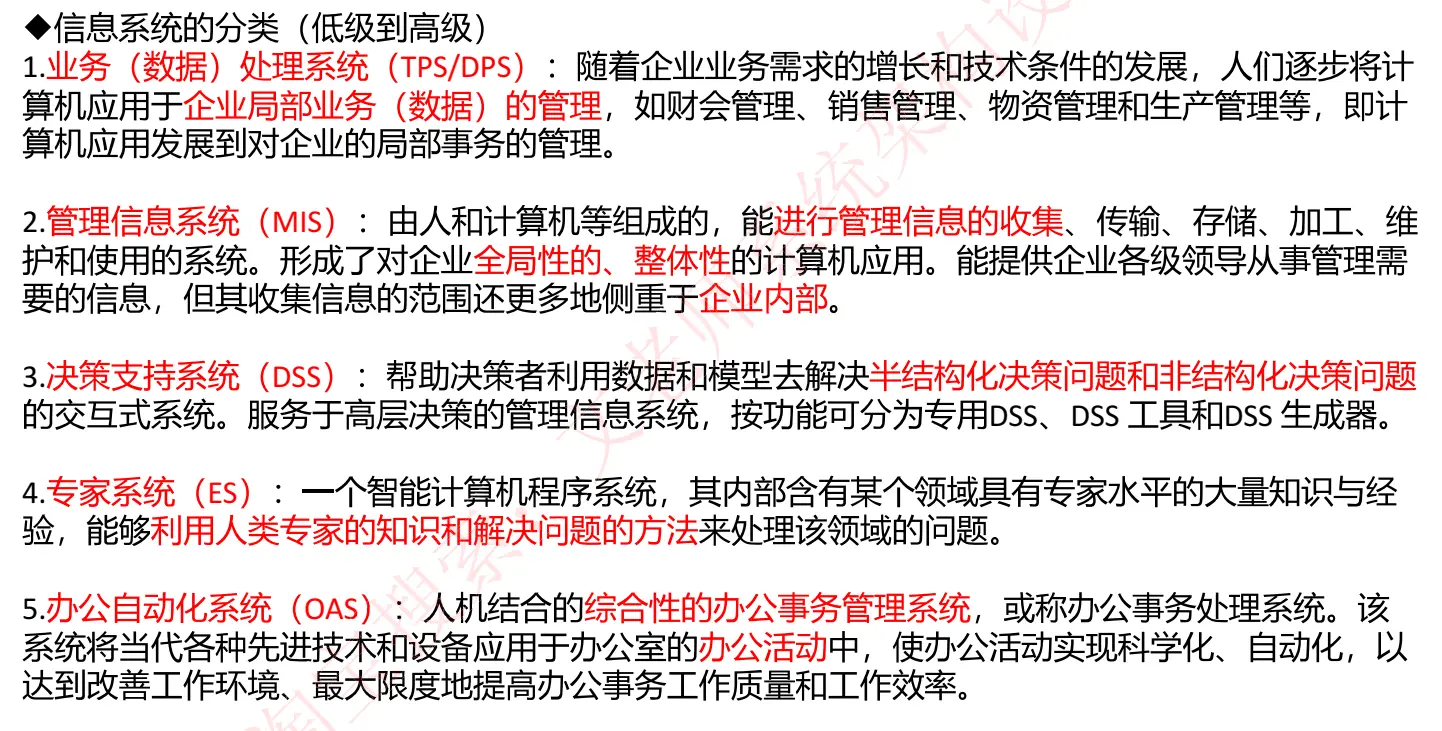 ◆信息系统的分类（低级到高级）
1.业务（数据）处理系统（TPS/DPS）：随着企业业务需求的增长和技术条件的发展，人们逐步将计
算机应用于企业局部业务（数据）的管理，如财会管理、销售管理、物资管理和生产管理等，即计
算机应用发展到对企业的局部事务的管理。
2.管理信息系统（MIS）：由人和计算机等组成的，能进行管理信息的收集、传输、存储、加工、维
护和使用的系统。形成了对企业全局性的、整体性的计算机应用。能提供企业各级领导从事管理需
要的信息，但其收集信息的范围还更多地侧重于企业内部。
3.决策支持系统（DSS）：帮助决策者利用数据和模型去解决半结构化决策问题和非结构化决策问题
的交互式系统。服务于高层决策的管理信息系统，按功能可分为专用DSS、DSS 工具和DSS 生成器。
4.专家系统（ES）：一个智能计算机程序系统，其内部含有某个领域具有专家水平的大量知识与经
验，能够利用人类专家的知识和解决问题的方法来处理该领域的问题。
5.办公自动化系统（OAS）：人机结合的综合性的办公事务管理系统，或称办公事务处理系统。该
系统将当代各种先进技术和设备应用于办公室的办公活动中，使办公活动实现科学化、自动化，以
达到改善工作环境、最大限度地提高办公事务工作质量和工作效率。
淘宝搜索：文老师 系统架构设